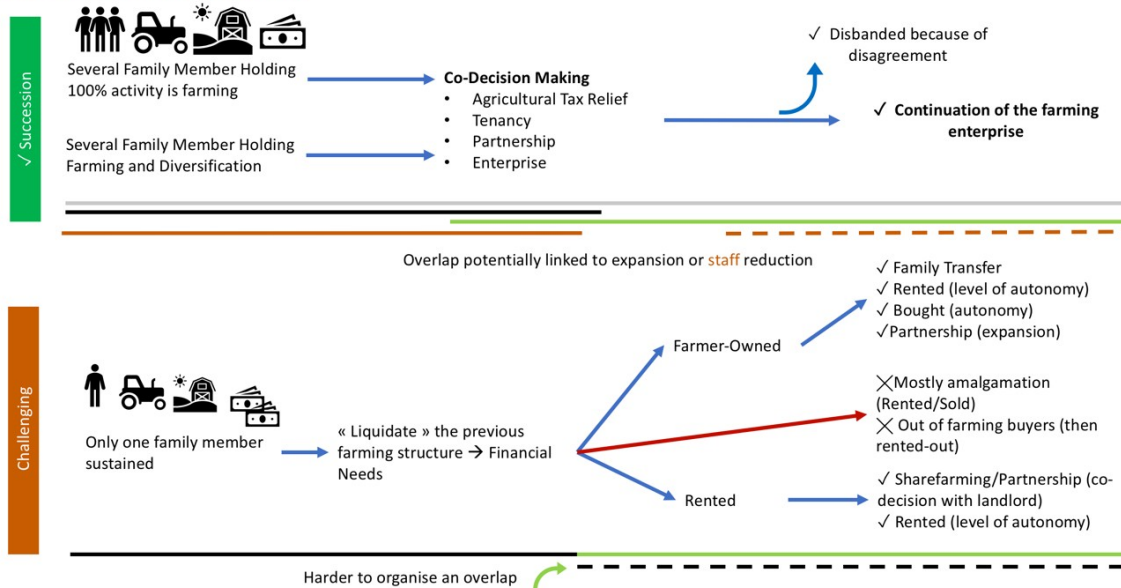 ✓ Succession
Several Family Member Holding
100% activity is farming
Several Family Member Holding
Farming and Diversification
Co-Decision Making
• Agricultural Tax Relief
• Tenancy
• Partnership
• Enterprise
✓ Disbanded because of
disagreement
✓ Continuation of the farming
enterprise
Overlap potentially linked to expansion or staff reduction
Challenging
Only one family member
sustained
« Liquidate » the previous
farming structure → Financial
Needs
Farmer-Owned
✓ Family Transfer
✓ Rented (level of autonomy)
✓ Bought (autonomy)
✓Partnership (expansion)
╳Mostly amalgamation
(Rented/Sold)
╳ Out of farming buyers (then
rented-out)
Rented
✓ Sharefarming/Partnership (co-
decision with landlord)
✓ Rented (level of autonomy)
Harder to organise an overlap